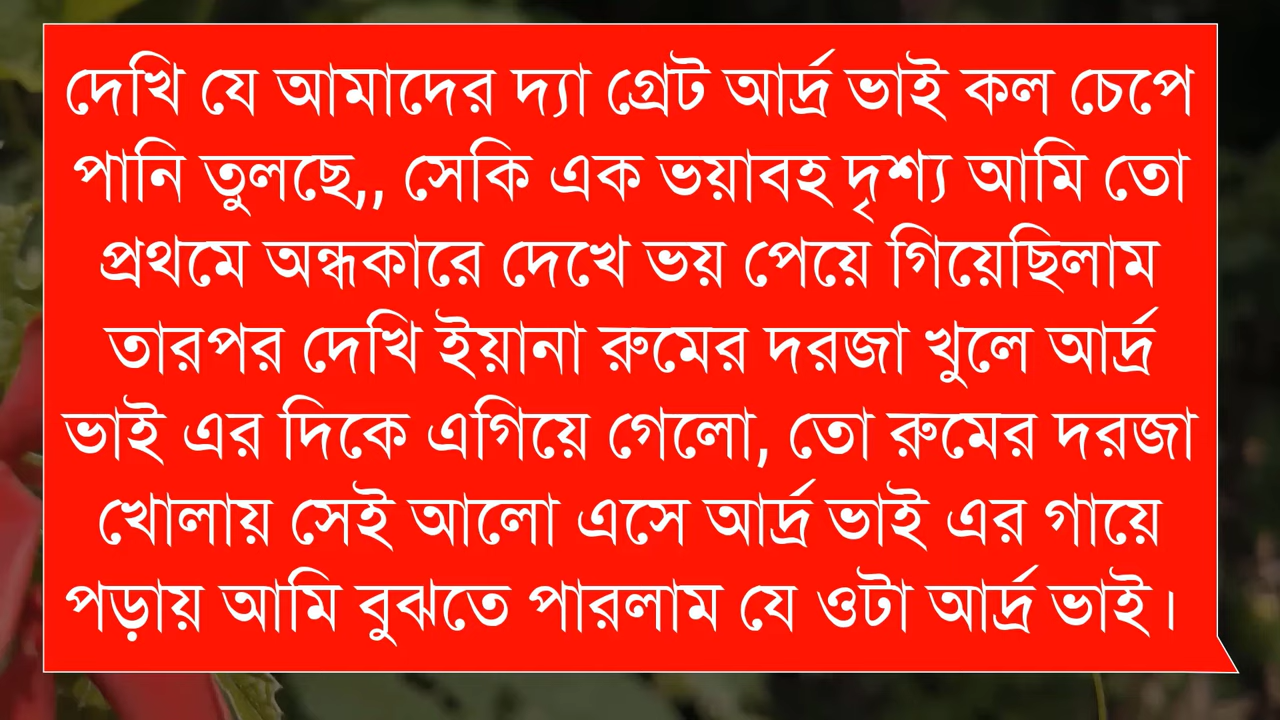 দেখি যে আমাদের দ্যা গ্রেট আর্দ্র ভাই কল চেপে
পানি তুলছে,, সেকি এক ভয়াবহ দৃশ্য আমি তো
প্রথমে অন্ধকারে দেখে ভয় পেয়ে গিয়েছিলাম
তারপর দেখি ইয়ানা রুমের দরজা খুলে আর্দ্র
ভাই এর দিকে এগিয়ে গেলো, তো রুমের দরজা
খোলায় সেই আলো এসে আর্দ্র ভাই এর গায়ে
পড়ায় আমি বুঝতে পারলাম যে ওটা আর্দ্র ভাই।